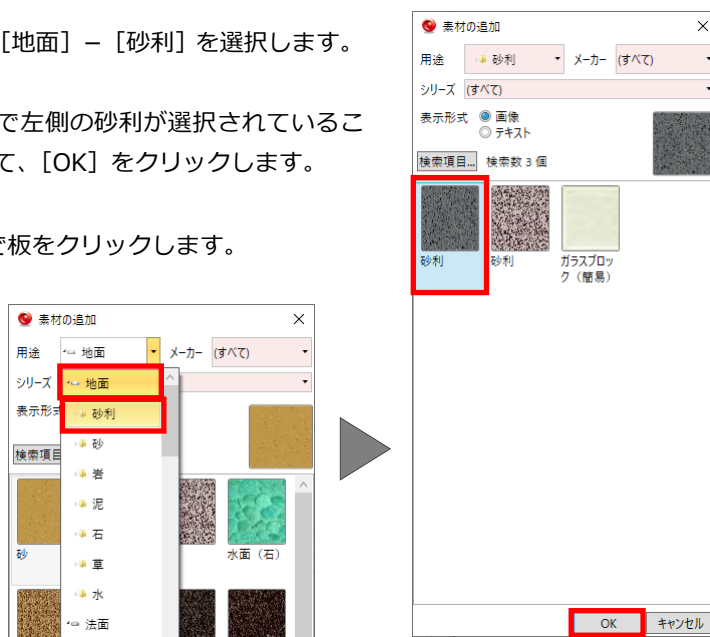 ［地面］－［砂利］を選択します。
で左側の砂利が選択されているこ
て、［OK］をクリックします。
で板をクリックします。
素材の追加
用途 地面 メーカー (すべて)
シリーズ 地面
表示形式 砂利
砂
検索項目
岩
泥
石
草
水
法面
砂
水面（石）
素材の追加
用途 砂利 メーカー (すべて)
シリーズ (すべて)
表示形式 画像
テキスト
検索項目... 検索数 3 個
砂利 砂利 ガラスブロッ
ク（簡易）
OK キャンセル